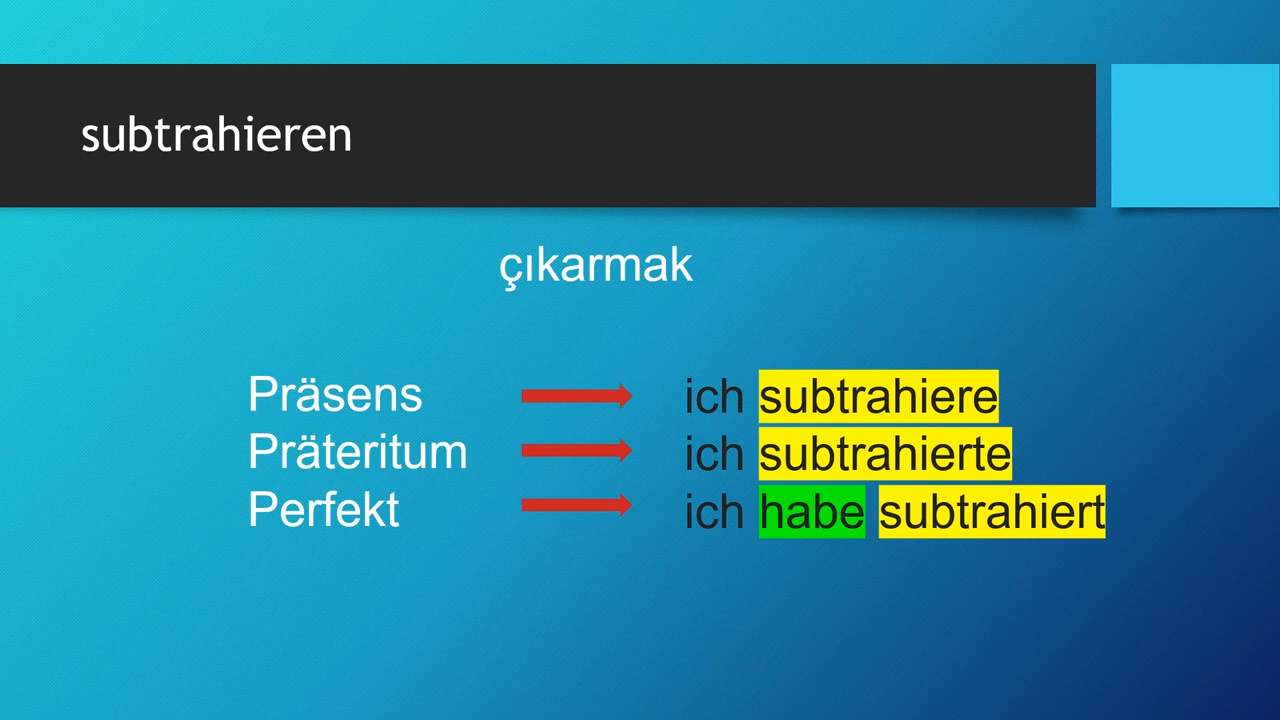 subtrahieren
çıkarmak
Präsens ich subtrahiere
Präteritum ich subtrahierte
Perfekt ich habe subtrahiert